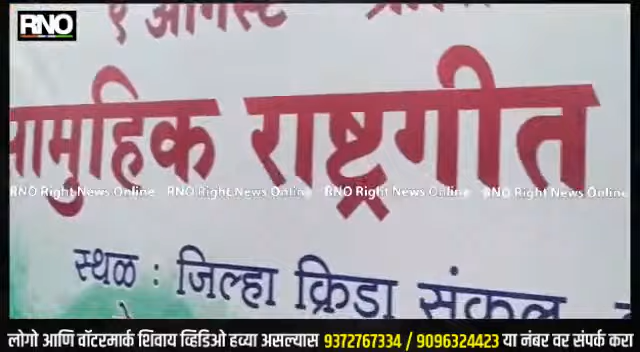 RNO
९ ऑगस्ट
सामुहिक राष्ट्रगीत
RNO Right News Online RNO Right News Online RNO Right News Online RNO Right News Online
स्थळ : जिल्हा क्रिडा संकुल
लोगो आणि वॉटरमार्क शिवाय व्हिडिओ हव्या असल्यास 9372767334 / 9096324423 या नंबर वर संपर्क करा